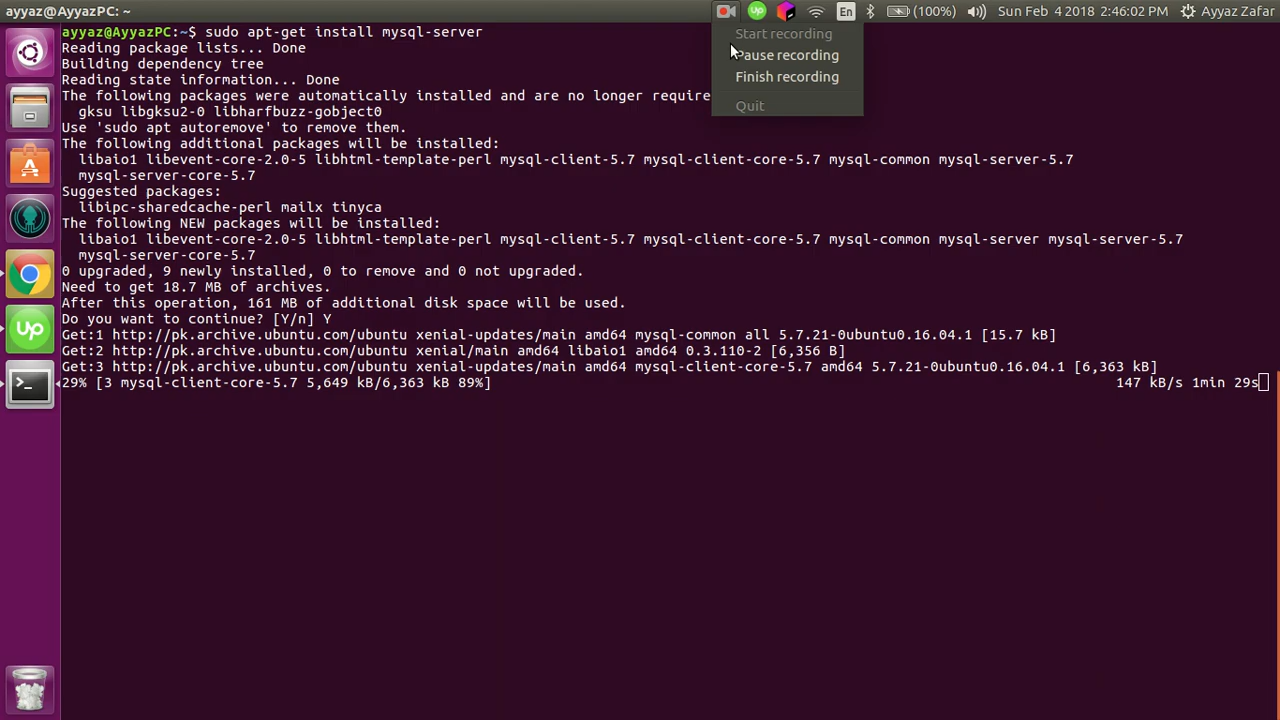 ayyaz@AyyazPC: ~
En
(100%)
Sun Feb 4 2018 2:46:02 PM
Ayyaz Zafar
Start recording
Pause recording
Finish recording
Quit
up
up
>_
ayyaz@AyyazPC:~$ sudo apt-get install mysql-server
Reading package lists... Done
Building dependency tree
Reading state information... Done
The following packages were automatically installed and are no longer require
gksu libgksu2-0 libharfbuzz-gobject0
Use 'sudo apt autoremove' to remove them.
The following additional packages will be installed:
libaio1 libevent-core-2.0-5 libhtml-template-perl mysql-client-5.7 mysql-client-core-5.7 mysql-common mysql-server-5.7
mysql-server-core-5.7
Suggested packages:
libipc-sharedcache-perl mailx tinyca
The following NEW packages will be installed:
libaio1 libevent-core-2.0-5 libhtml-template-perl mysql-client-5.7 mysql-client-core-5.7 mysql-common mysql-server mysql-server-5.7
mysql-server-core-5.7
0 upgraded, 9 newly installed, 0 to remove and 0 not upgraded.
Need to get 18.7 MB of archives.
After this operation, 161 MB of additional disk space will be used.
Do you want to continue? [Y/n] Y
Get:1 http://pk.archive.ubuntu.com/ubuntu xenial-updates/main amd64 mysql-common all 5.7.21-0ubuntu0.16.04.1 [15.7 kB]
Get:2 http://pk.archive.ubuntu.com/ubuntu xenial/main amd64 libaio1 amd64 0.3.110-2 [6,356 B]
Get:3 http://pk.archive.ubuntu.com/ubuntu xenial-updates/main amd64 mysql-client-core-5.7 amd64 5.7.21-0ubuntu0.16.04.1 [6,363 kB]
29% [3 mysql-client-core-5.7 5,649 kB/6,363 kB 89%] 147 kB/s 1min 29s